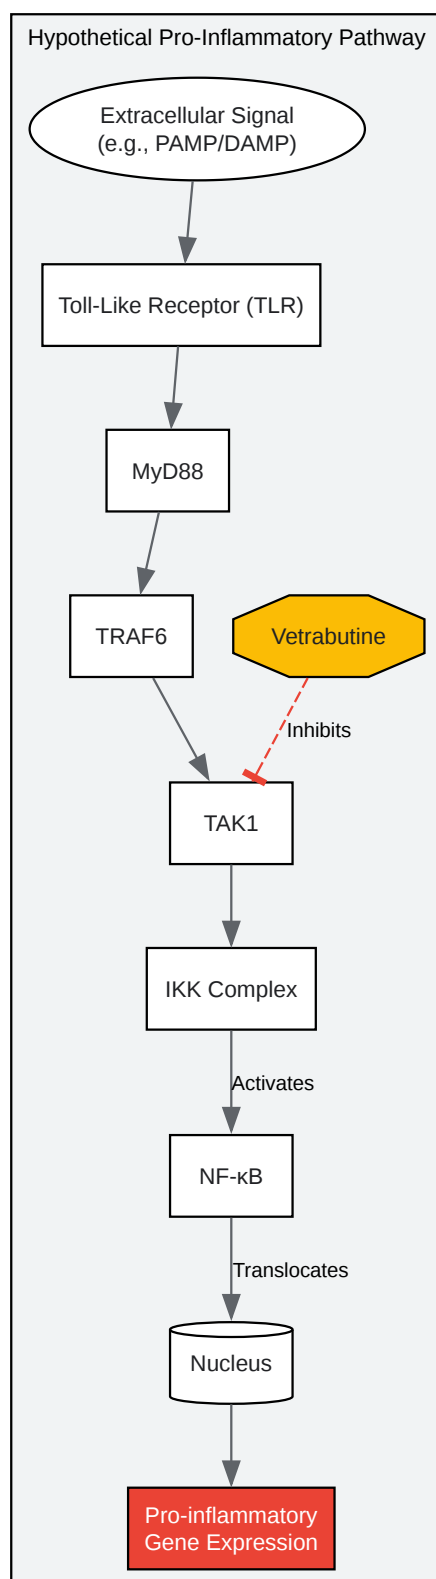 Hypothetical Pro-Inflammatory Pathway
Extracellular Signal
(e.g., PAMP/DAMP)
Toll-Like Receptor (TLR)
MyD88
TRAF6
Vetrabutine
Inhibits
TAK1
IKK Complex
Activates
NF-κB
Translocates
Nucleus
Pro-inflammatory
Gene Expression